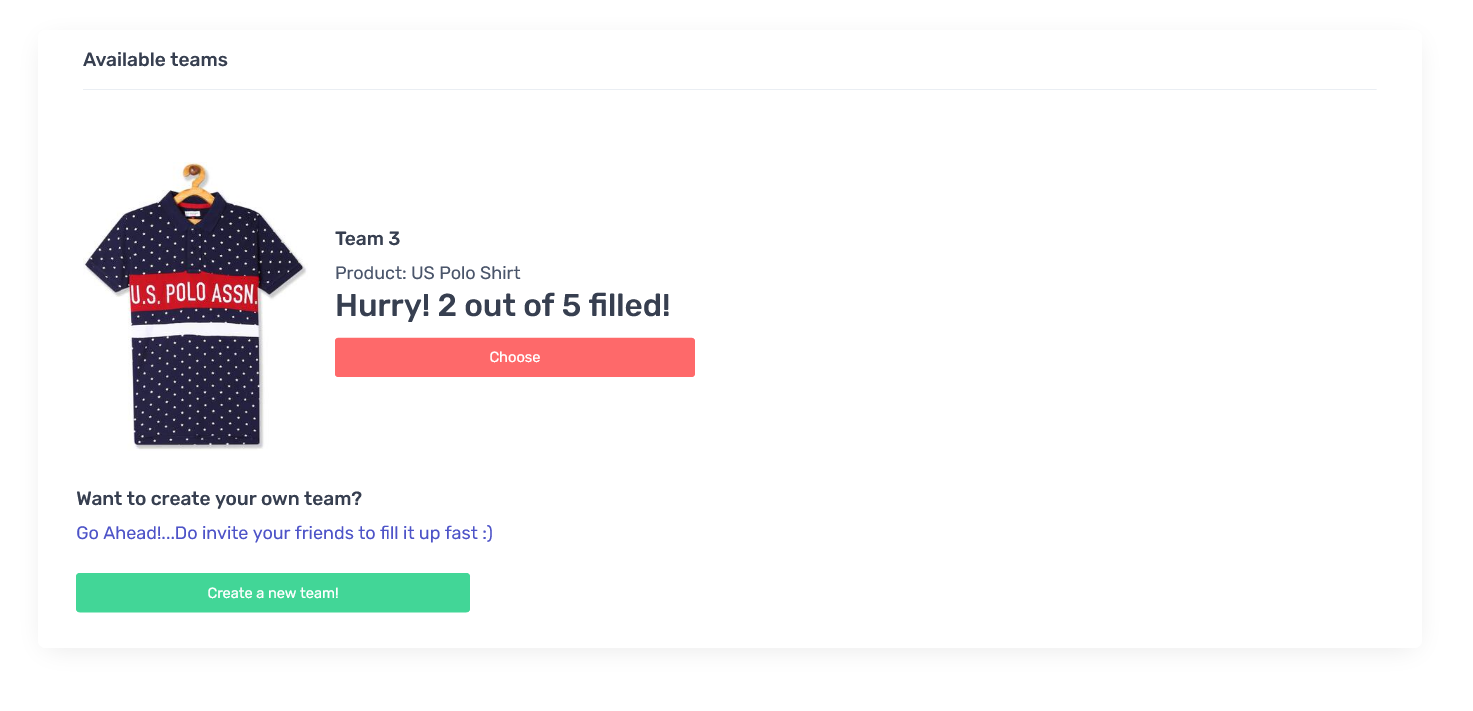 Available teams
U.S. POLO ASSN.
Team 3
Product: US Polo Shirt
Hurry! 2 out of 5 filled!
Choose
Want to create your own team?
Go Ahead!...Do invite your friends to fill it up fast :)
Create a new team!